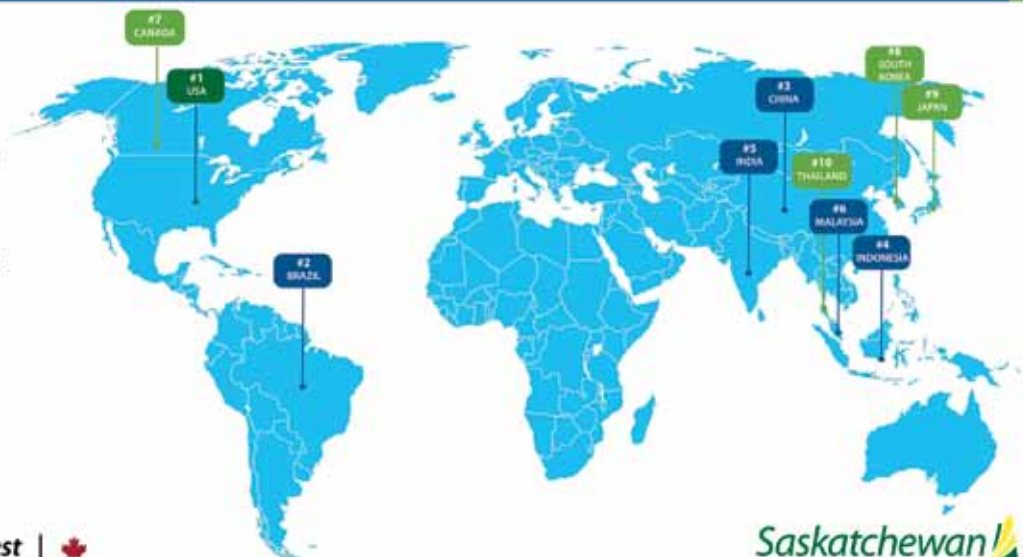 #7
CANADA
#1
USA
#8
SOUTH
KOREA
#3
CHINA
#9
JAPAN
#5
INDIA
#10
THAILAND
#6
MALAYSIA
#4
INDONESIA
#2
BRAZIL
st |
Saskatchewan